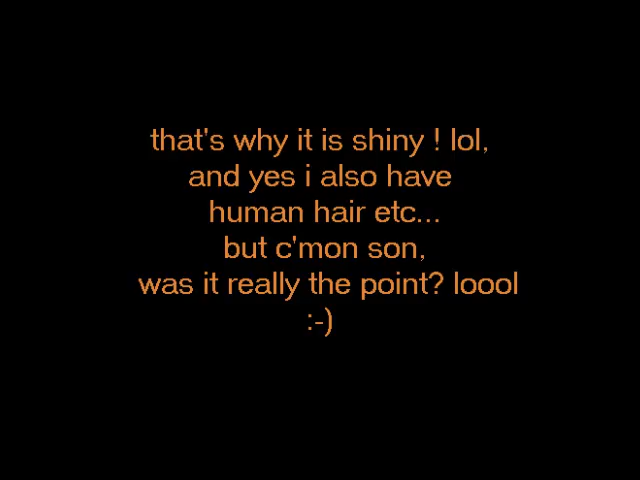 that's why it is shiny ! lol,
and yes i also have
human hair etc...
but c'mon son,
was it really the point? loool
:-)